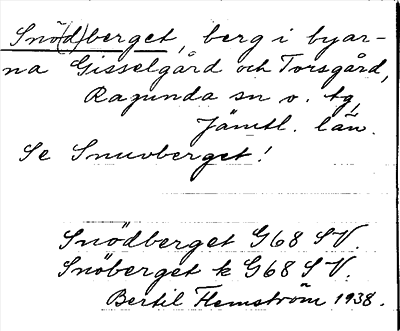 Snö(d)berget, berg i byar-
na Gisselgård och Torsgård,
Ragunda sn o. tg,
Jämtl. län.
Se Snuvberget!
Snödberget G68 SV.
Snöberget k G68 SV.
Bertil Flemström 1938.